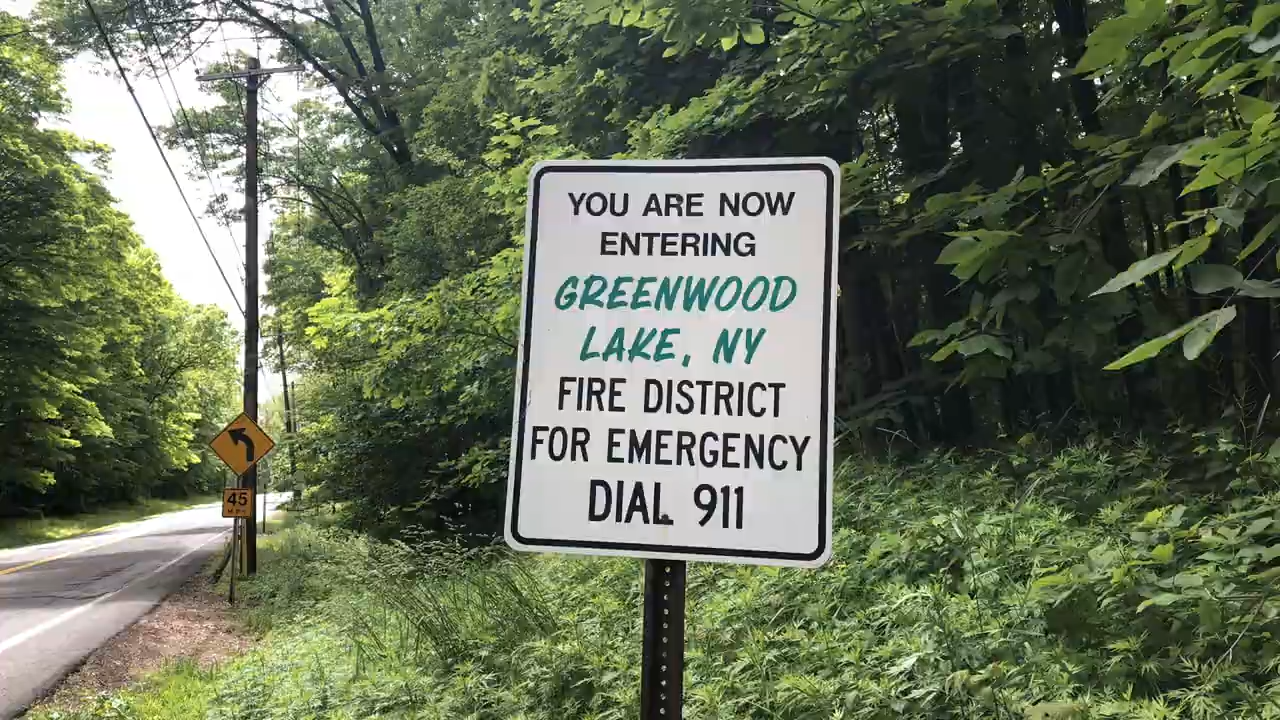 YOU ARE NOW
ENTERING
GREENWOOD
LAKE, NY
FIRE DISTRICT
FOR EMERGENCY
DIAL 911
45
M.P.H.